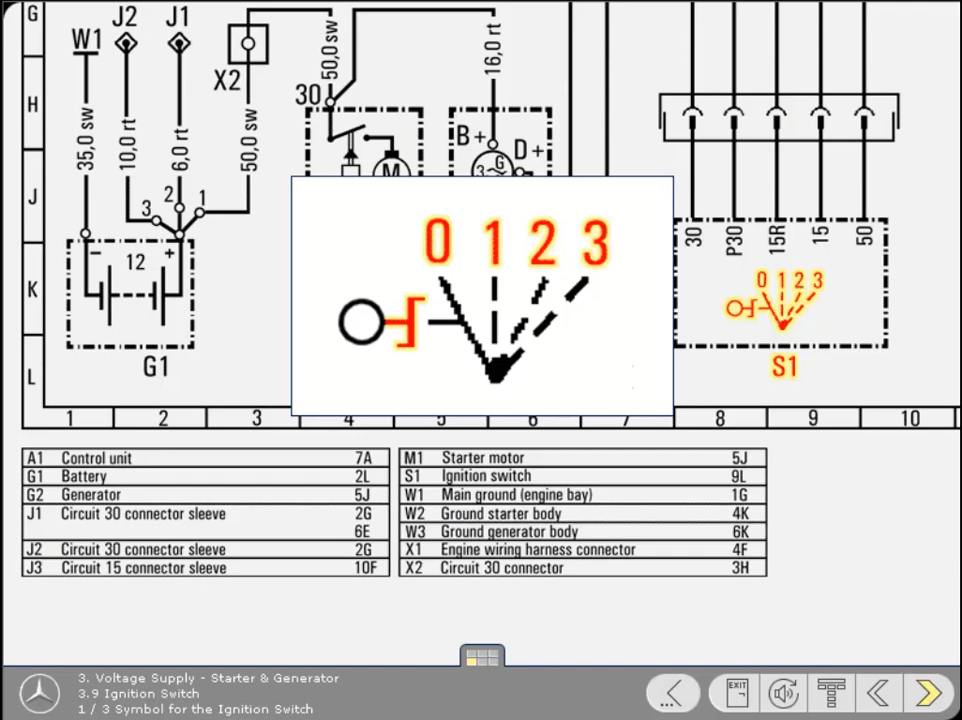 G
H
J
K
L
W1
J2
J1
X2
30
35,0 sw
10,0 rt
6,0 rt
50,0 sw
50,0 sw
16,0 rt
3
2
1
- 12 +
G1
M
B+
D+
G
3~
0 1 2 3
30
P30
15R
15
50
0 1 2 3
S1
1 2 3 4 5 6 7 8 9 10
A1 Control unit 7A
G1 Battery 2L
G2 Generator 5J
J1 Circuit 30 connector sleeve 2G
6E
J2 Circuit 30 connector sleeve 2G
J3 Circuit 15 connector sleeve 10F
M1 Starter motor 5J
S1 Ignition switch 9L
W1 Main ground (engine bay) 1G
W2 Ground starter body 4K
W3 Ground generator body 6K
X1 Engine wiring harness connector 4F
X2 Circuit 30 connector 3H
3. Voltage Supply - Starter & Generator
3.9 Ignition Switch
1 / 3 Symbol for the Ignition Switch
...
EXIT